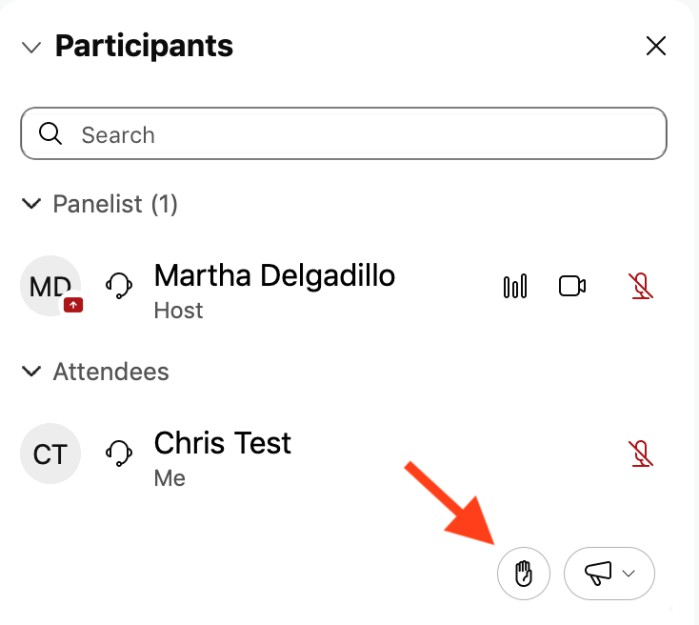 Participants
Search
Panelist (1)
MD
Martha Delgadillo
Host
Attendees
CT
Chris Test
Me